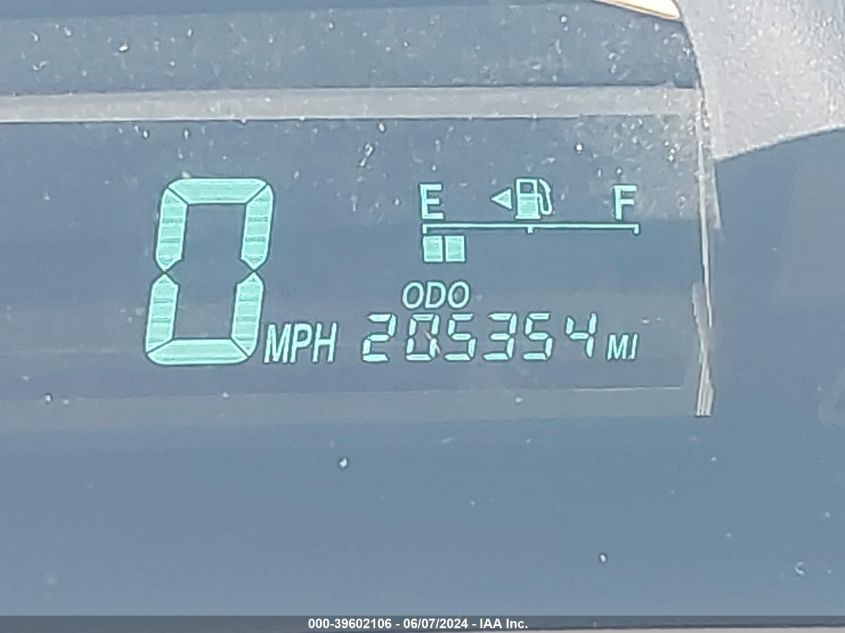 E F
ODO
0 MPH 205354 MI
000-39602106 - 06/07/2024 - IAA Inc.